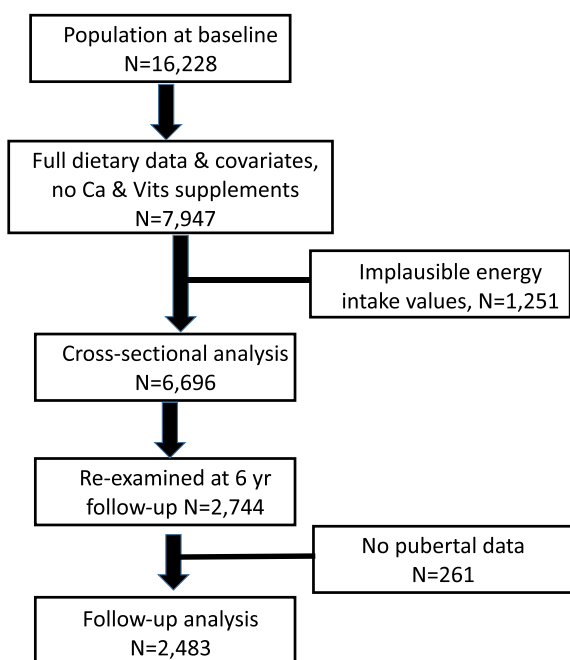 Population at baseline
N=16,228
Full dietary data & covariates,
no Ca & Vits supplements
N=7,947
Implausible energy
intake values, N=1,251
Cross-sectional analysis
N=6,696
Re-examined at 6 yr
follow-up N=2,744
No pubertal data
N=261
Follow-up analysis
N=2,483